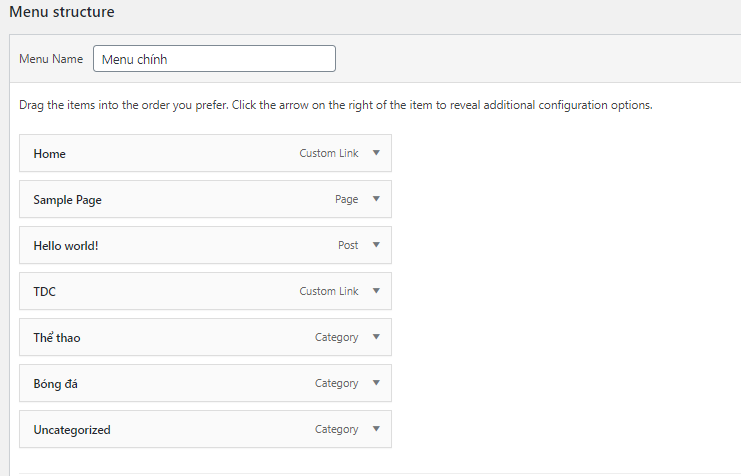 Menu structure
Menu Name Menu chính
Drag the items into the order you prefer. Click the arrow on the right of the item to reveal additional configuration options.
Home Custom Link
Sample Page Page
Hello world! Post
TDC Custom Link
Thể thao Category
Bóng đá Category
Uncategorized Category